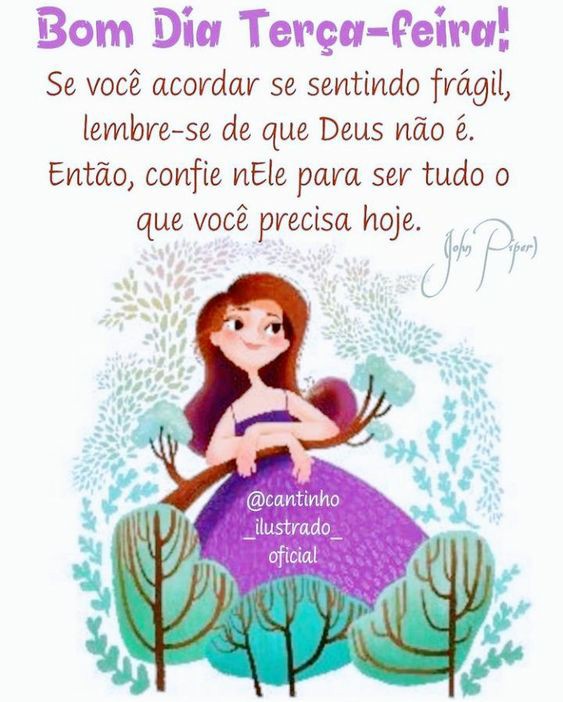 Bom Dia Terça-feira!
Se você acordar se sentindo frágil,
lembre-se de que Deus não é.
Então, confie nEle para ser tudo o
que você precisa hoje.
(John Piper)
@cantinho
_ilustrado_
oficial